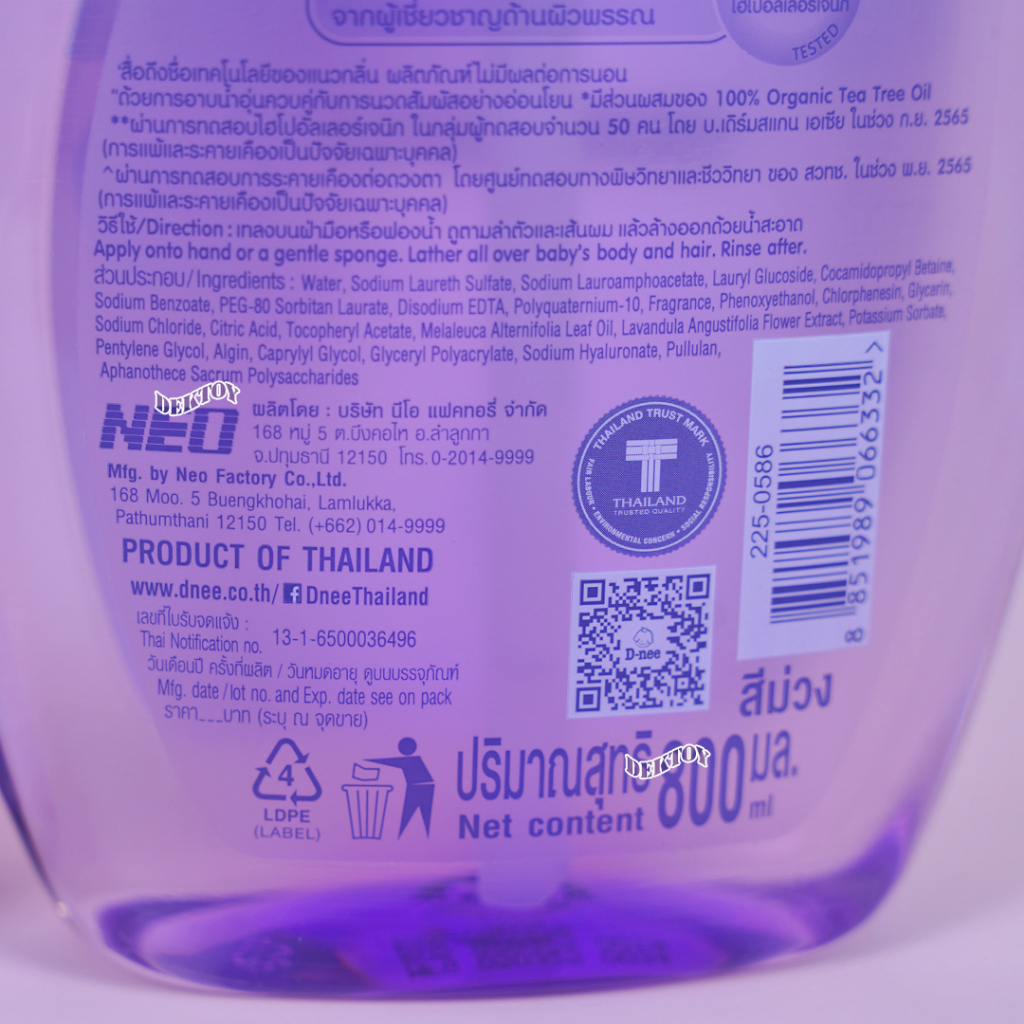 จากผู้เชี่ยวชาญด้านผิวพรรณ
ไฮโปอัลเลอร์เจนิก
TESTED
'สื่อถึงชื่อเทคโนโลยีของแนวกลิ่น ผลิตภัณฑ์ไม่มีผลต่อการนอน
"ด้วยการอาบน้ำอุ่นควบคู่กับการนวดสัมผัสอย่างอ่อนโยน *มีส่วนผสมของ 100% Organic Tea Tree Oil
**ผ่านการทดสอบไฮโปอัลเลอร์เจนิก ในกลุ่มผู้ทดสอบจำนวน 50 คน โดย บ.เดิร์มสแกน เอเซีย ในช่วง ก.ย. 2565
(การแพ้และระคายเคืองเป็นปัจจัยเฉพาะบุคคล)
^ผ่านการทดสอบการระคายเคืองต่อดวงตา โดยศูนย์ทดสอบทางพิษวิทยาและชีววิทยา ของ สวทช. ในช่วง พ.ย. 2565
(การแพ้และระคายเคืองเป็นปัจจัยเฉพาะบุคคล)
วิธีใช้/Direction : เทลงบนฝ่ามือหรือฟองน้ำ ถูตามลำตัวและเส้นผม แล้วล้างออกด้วยน้ำสะอาด
Apply onto hand or a gentle sponge. Lather all over baby's body and hair. Rinse after.
ส่วนประกอบ/Ingredients : Water, Sodium Laureth Sulfate, Sodium Lauroamphoacetate, Lauryl Glucoside, Cocamidopropyl Betaine,
Sodium Benzoate, PEG-80 Sorbitan Laurate, Disodium EDTA, Polyquaternium-10, Fragrance, Phenoxyethanol, Chlorphenesin, Glycerin,
Sodium Chloride, Citric Acid, Tocopheryl Acetate, Melaleuca Alternifolia Leaf Oil, Lavandula Angustifolia Flower Extract, Potassium Sorbate,
Pentylene Glycol, Algin, Caprylyl Glycol, Glyceryl Polyacrylate, Sodium Hyaluronate, Pullulan,
Aphanothece Sacrum Polysaccharides
DEKTOY
NEO
ผลิตโดย : บริษัท นีโอ แฟคทอรี่ จำกัด
168 หมู่ 5 ต.บึงคอไห อ.ลำลูกกา
จ.ปทุมธานี 12150 โทร. 0-2014-9999
Mfg. by Neo Factory Co.,Ltd.
168 Moo. 5 Buengkhohai, Lamlukka,
Pathumthani 12150 Tel. (+662) 014-9999
PRODUCT OF THAILAND
www.dnee.co.th/ f DneeThailand
เลขที่ใบรับจดแจ้ง :
Thai Notification no. 13-1-6500036496
วันเดือนปี ครั้งที่ผลิต / วันหมดอายุ ดูบนบรรจุภัณฑ์
Mfg. date /lot no. and Exp. date see on pack
ราคา___บาท (ระบุ ณ จุดขาย)
THAILAND TRUST MARK
T
THAILAND
TRUSTED QUALITY
FAIR LABOUR • ENVIRONMENTAL CONCERN • SOCIAL RESPONSIBILITY
D-nee
225-0586
8 851989 066332 >
สีม่วง
4
LDPE
(LABEL)
ปริมาณสุทธิ 800 มล.
DEKTOY
Net content ml